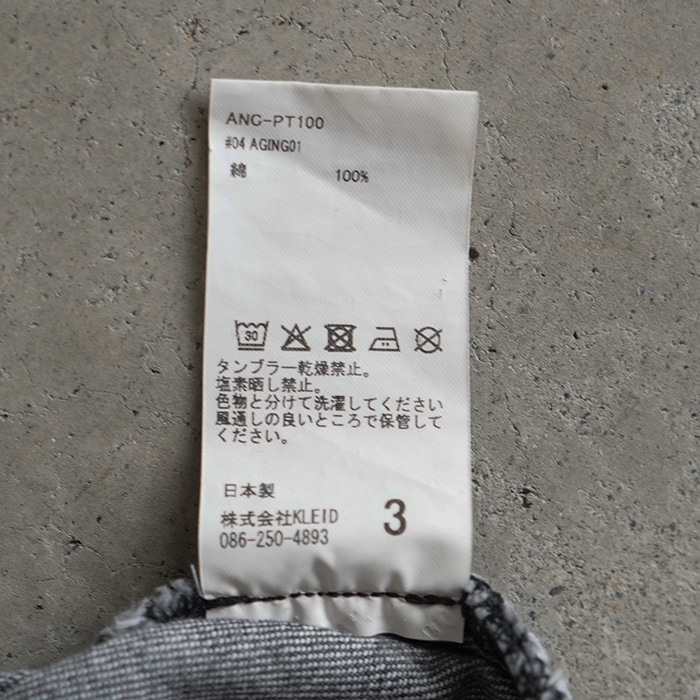 ANC-PT100
#04 AGING01
綿 100%
30
タンブラー乾燥禁止。
塩素晒し禁止。
色物と分けて洗濯してください
風通しの良いところで保管して
ください。
日本製
株式会社KLEID 3
086-250-4893